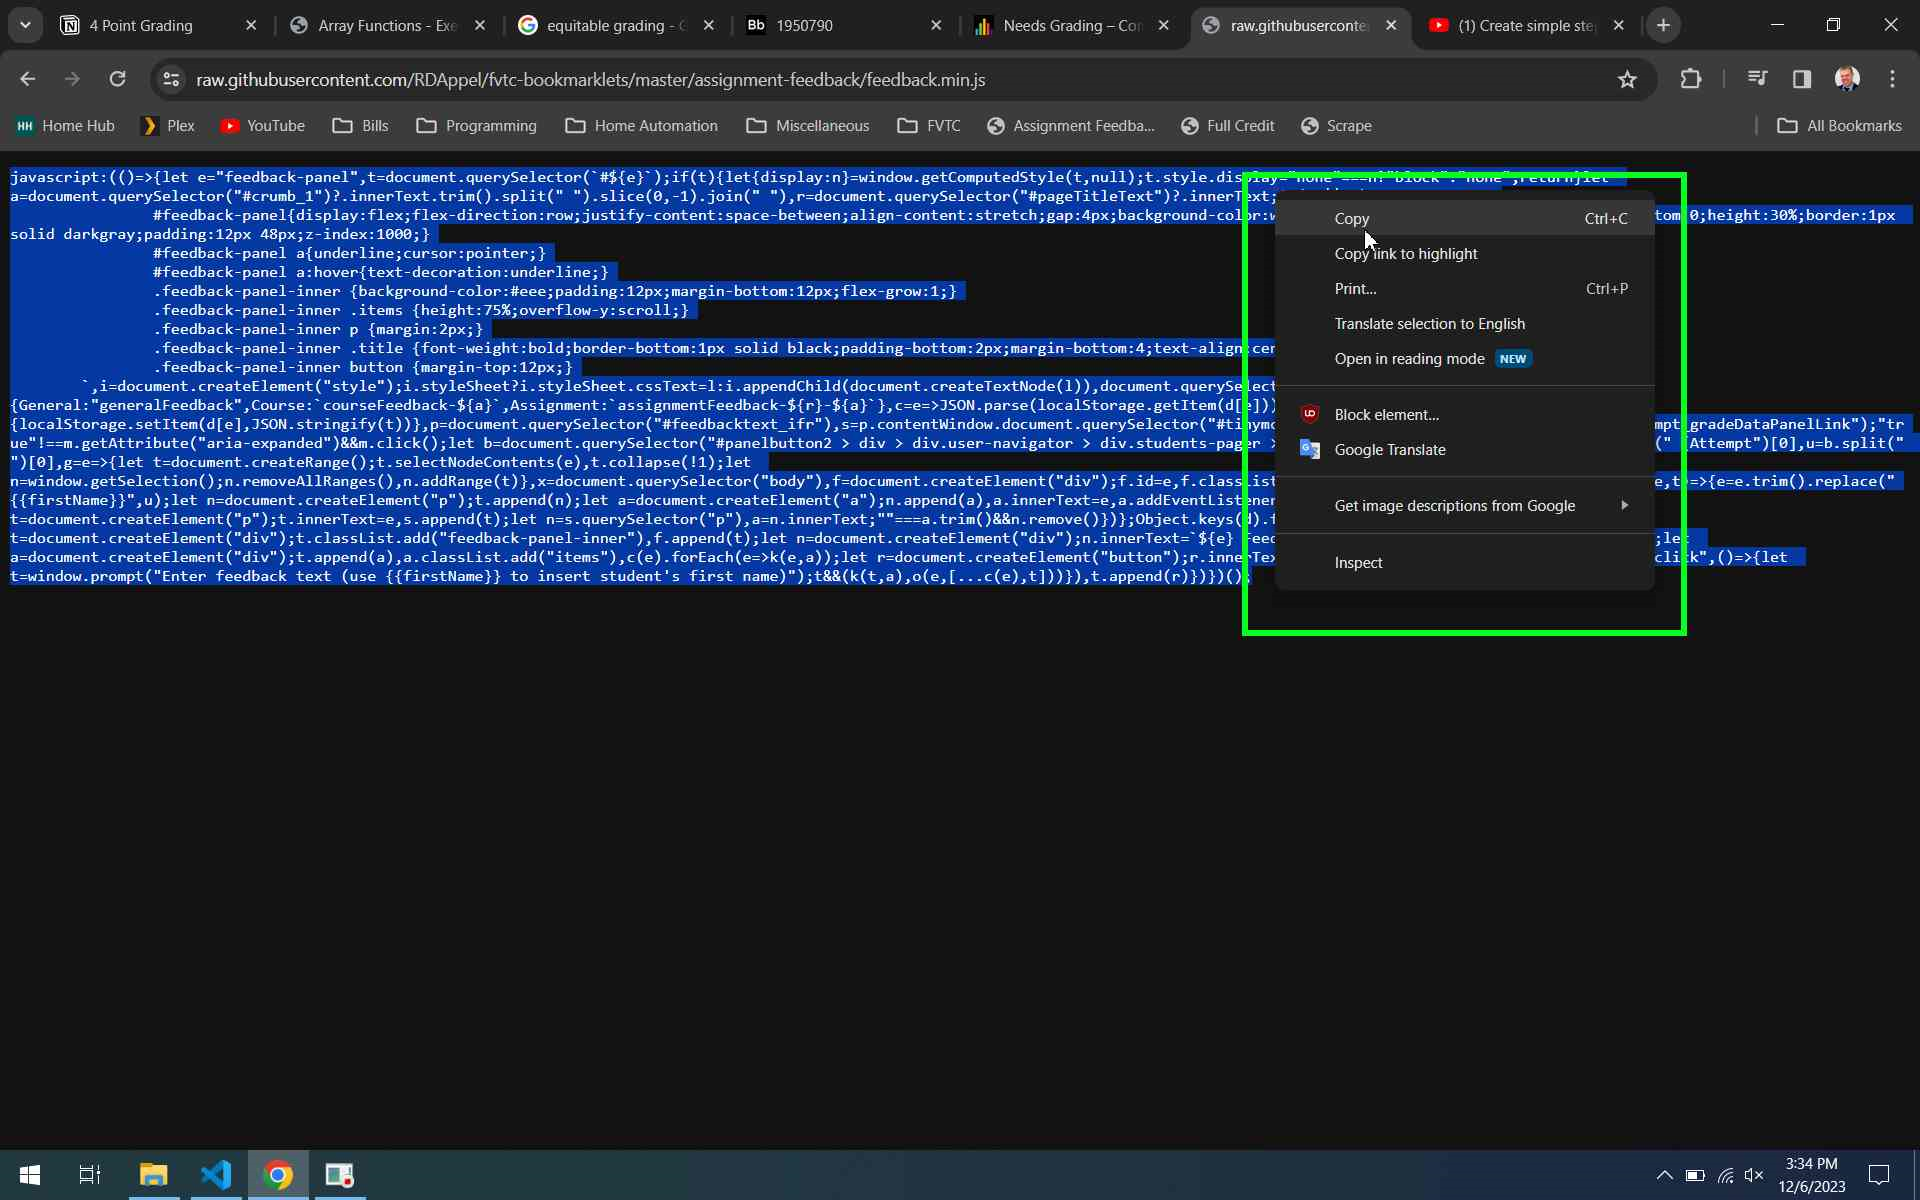 4 Point Grading
Array Functions - Exe
equitable grading - G
Bb 1950790
Needs Grading – Con
raw.githubuserconte
(1) Create simple ste
raw.githubusercontent.com/RDAppel/fvtc-bookmarklets/master/assignment-feedback/feedback.min.js
HH Home Hub
Plex
YouTube
Bills
Programming
Home Automation
Miscellaneous
FVTC
Assignment Feedba...
Full Credit
Scrape
All Bookmarks
javascript:(()=>{let e="feedback-panel",t=document.querySelector(`#${e}`);if(t){let{display:n}=window.getComputedStyle(t,null);t.style.display="none"===n?"block":"none";return}let
a=document.querySelector("#crumb_1")?.innerText.trim().split(" ").slice(0,-1).join(" "),r=document.querySelector("#pageTitleText")?.innerText;
#feedback-panel{display:flex;flex-direction:row;justify-content:space-between;align-content:stretch;gap:4px;background-color:w tom:0;height:30%;border:1px
solid darkgray;padding:12px 48px;z-index:1000;}
#feedback-panel a{underline;cursor:pointer;}
#feedback-panel a:hover{text-decoration:underline;}
.feedback-panel-inner {background-color:#eee;padding:12px;margin-bottom:12px;flex-grow:1;}
.feedback-panel-inner .items {height:75%;overflow-y:scroll;}
.feedback-panel-inner p {margin:2px;}
.feedback-panel-inner .title {font-weight:bold;border-bottom:1px solid black;padding-bottom:2px;margin-bottom:4;text-align:cen
.feedback-panel-inner button {margin-top:12px;}
`,i=document.createElement("style");i.styleSheet?i.styleSheet.cssText=l:i.appendChild(document.createTextNode(l)),document.querySelect
{General:"generalFeedback",Course:`courseFeedback-${a}`,Assignment:`assignmentFeedback-${r}-${a}`},c=e=>JSON.parse(localStorage.getItem(d[e]))
{localStorage.setItem(d[e],JSON.stringify(t))},p=document.querySelector("#feedbacktext_ifr"),s=p.contentWindow.document.querySelector("#tinymc mpt_gradeDataPanelLink");"tr
ue"!==m.getAttribute("aria-expanded")&&m.click();let b=document.querySelector("#panelbutton2 > div > div.user-navigator > div.students-pager > (" (Attempt")[0],u=b.split("
")[0],g=e=>{let t=document.createRange();t.selectNodeContents(e),t.collapse(!1);let
n=window.getSelection();n.removeAllRanges(),n.addRange(t)},x=document.querySelector("body"),f=document.createElement("div");f.id=e,f.classList e,t)=>{e=e.trim().replace("
{{firstName}}",u);let n=document.createElement("p");t.append(n);let a=document.createElement("a");n.append(a),a.innerText=e,a.addEventListener
t=document.createElement("p");t.innerText=e,s.append(t);let n=s.querySelector("p"),a=n.innerText;""===a.trim()&&n.remove()})};Object.keys(d).f
t=document.createElement("div");t.classList.add("feedback-panel-inner"),f.append(t);let n=document.createElement("div");n.innerText=`${e} Feed ;let
a=document.createElement("div");t.append(a),a.classList.add("items"),c(e).forEach(e=>k(e,a));let r=document.createElement("button");r.innerTex click",()=>{let
t=window.prompt("Enter feedback text (use {{firstName}} to insert student's first name)");t&&(k(t,a),o(e,[...c(e),t]))}),t.append(r)})})();
Copy Ctrl+C
Copy link to highlight
Print... Ctrl+P
Translate selection to English
Open in reading mode NEW
Block element...
Google Translate
Get image descriptions from Google
Inspect
3:34 PM
12/6/2023